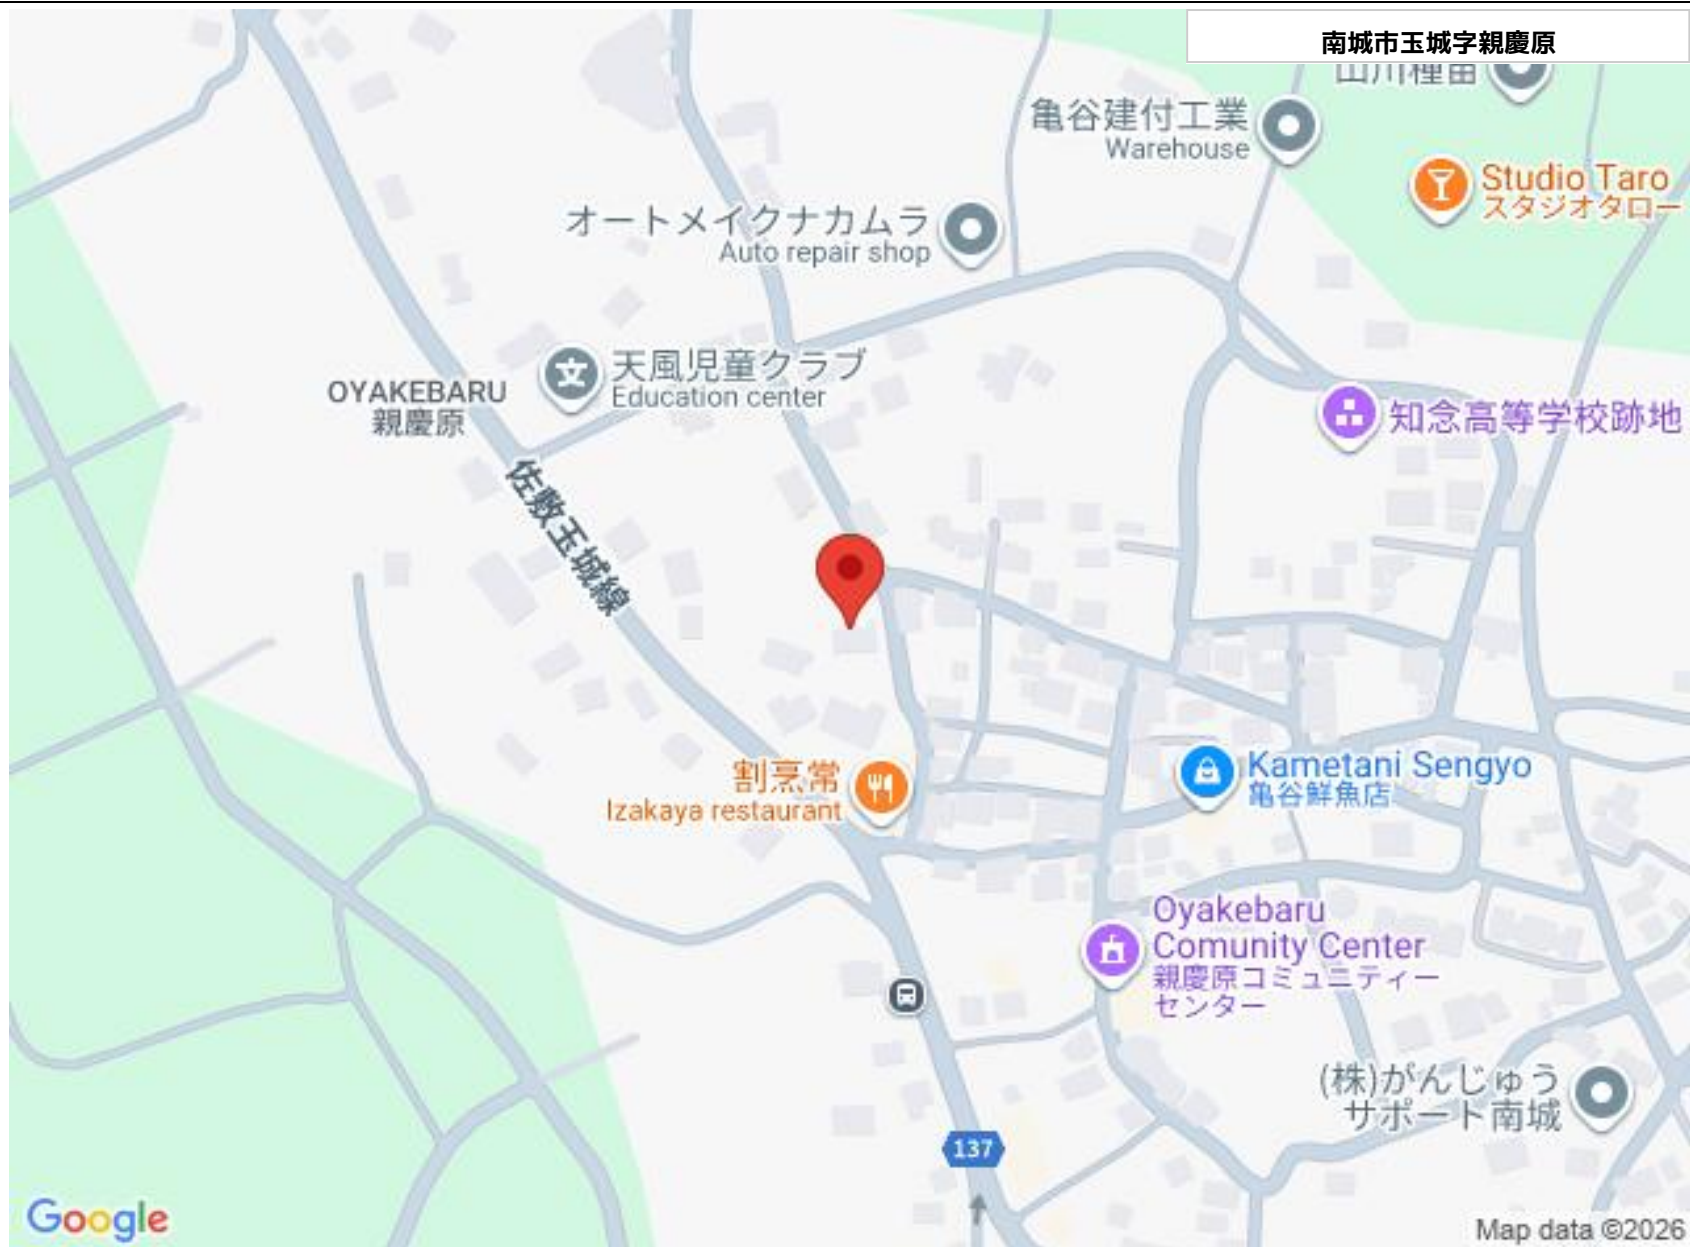 南城市玉城字親慶原
山川種苗
亀谷建付工業
Warehouse
Studio Taro
スタジオタロー
オートメイクナカムラ
Auto repair shop
天風児童クラブ
Education center
OYAKEBARU
親慶原
知念高等学校跡地
佐敷玉城線
割烹常
Izakaya restaurant
Kametani Sengyo
亀谷鮮魚店
Oyakebaru
Comunity Center
親慶原コミュニティー
センター
(株)がんじゅう
サポート南城
137
Google
Map data ©2026